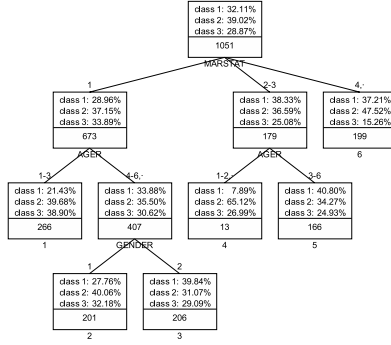 class 1: 32.11%
class 2: 39.02%
class 3: 28.87%
1051
MARSTAT
1
2-3
4,-
class 1: 28.96%
class 2: 37.15%
class 3: 33.89%
673
class 1: 38.33%
class 2: 36.59%
class 3: 25.08%
179
class 1: 37.21%
class 2: 47.52%
class 3: 15.26%
199
AGER
AGER
6
1-3
4-6,-
1-2,-
3-6
class 1: 21.43%
class 2: 39.68%
class 3: 38.90%
266
class 1: 33.88%
class 2: 35.50%
class 3: 30.62%
407
class 1: 7.89%
class 2: 65.12%
class 3: 26.99%
13
class 1: 40.80%
class 2: 34.27%
class 3: 24.93%
166
1
GENDER
4
5
1
2
class 1: 27.76%
class 2: 40.06%
class 3: 32.18%
201
class 1: 39.84%
class 2: 31.07%
class 3: 29.09%
206
2
3